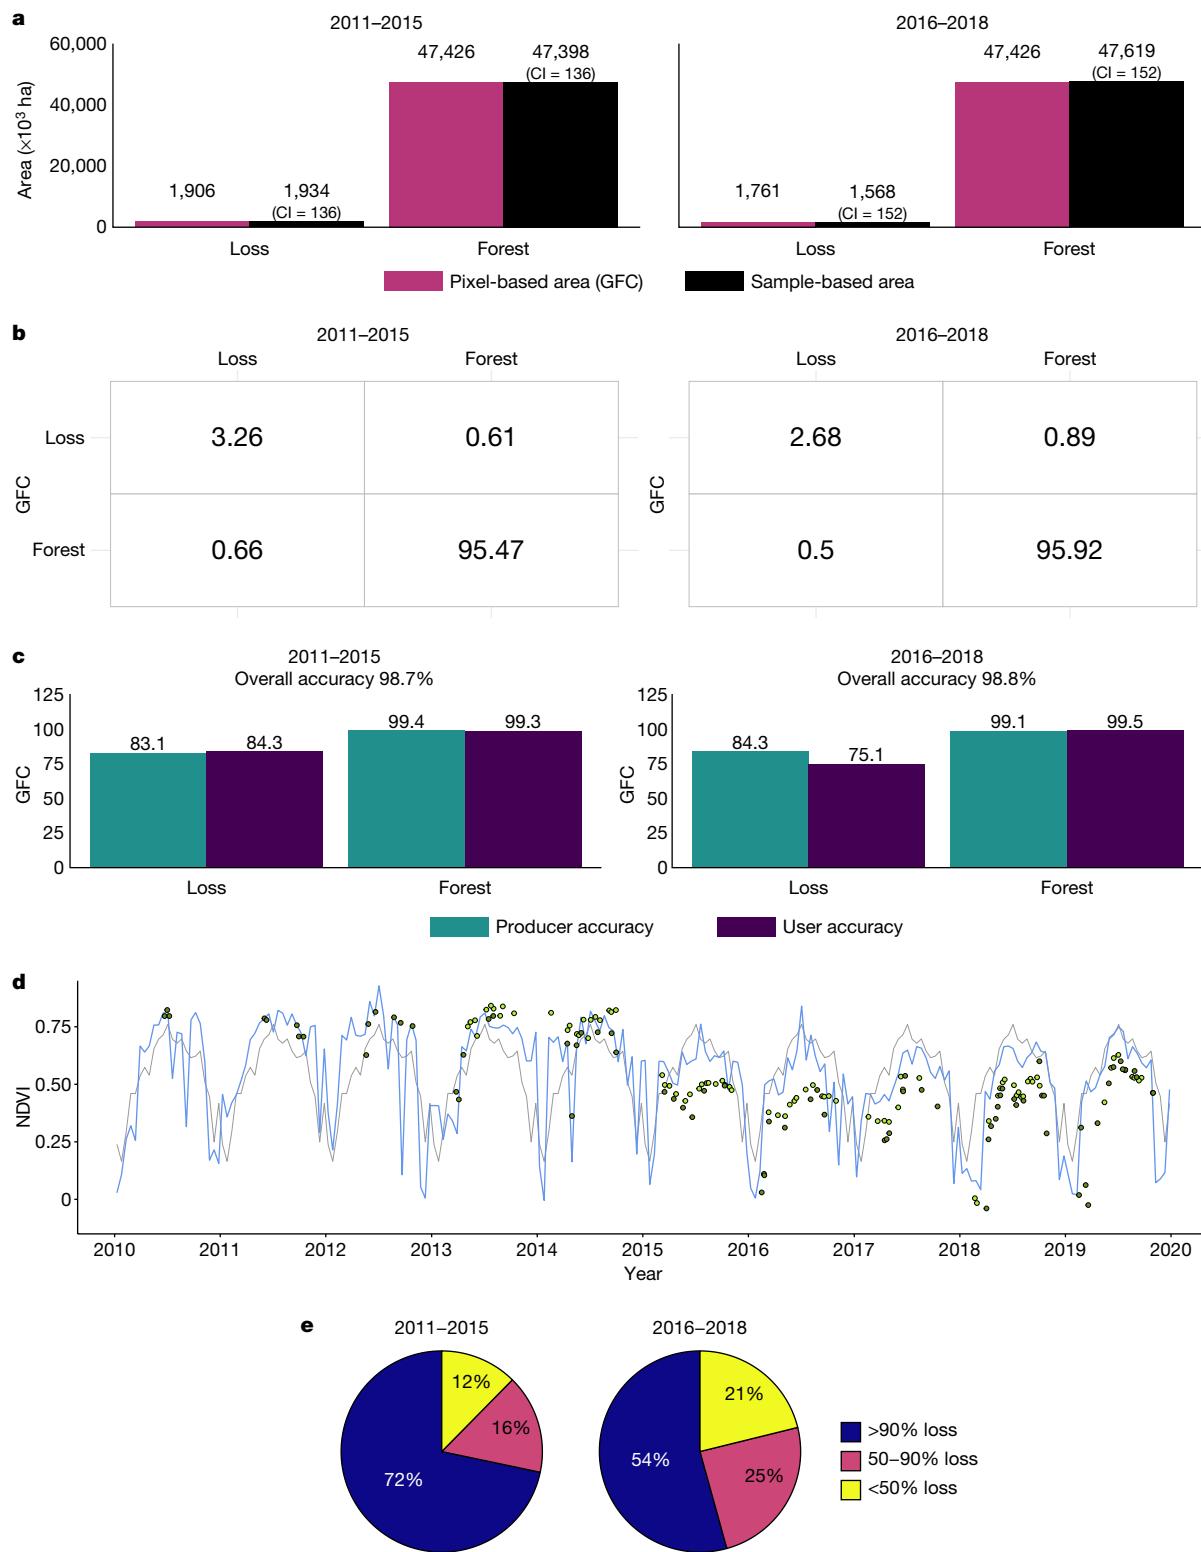 a
2011–2015
2016–2018
60,000
40,000
20,000
0
Area (×10³ ha)
47,426
47,398
(CI = 136)
1,906
1,934
(CI = 136)
Loss
Forest
47,426
47,619
(CI = 152)
1,761
1,568
(CI = 152)
Loss
Forest
Pixel-based area (GFC)
Sample-based area
b
2011–2015
2016–2018
Loss
Forest
Loss
Forest
GFC
Loss
3.26
0.61
Forest
0.66
95.47
GFC
2.68
0.89
0.5
95.92
c
2011–2015
Overall accuracy 98.7%
2016–2018
Overall accuracy 98.8%
GFC
125
100
75
50
25
0
83.1
84.3
99.4
99.3
Loss
Forest
GFC
125
100
75
50
25
0
84.3
75.1
99.1
99.5
Loss
Forest
Producer accuracy
User accuracy
d
NDVI
0.75
0.50
0.25
0
2010 2011 2012 2013 2014 2015 2016 2017 2018 2019 2020
Year
e
2011–2015
2016–2018
12%
16%
72%
21%
25%
54%
>90% loss
50–90% loss
<50% loss